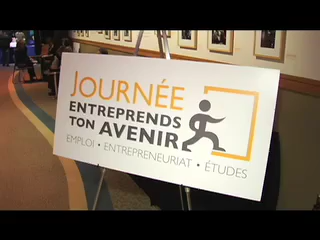 JOURNÉE
ENTREPRENDS
TON AVENIR
EMPLOI • ENTREPRENEURIAT • ÉTUDES